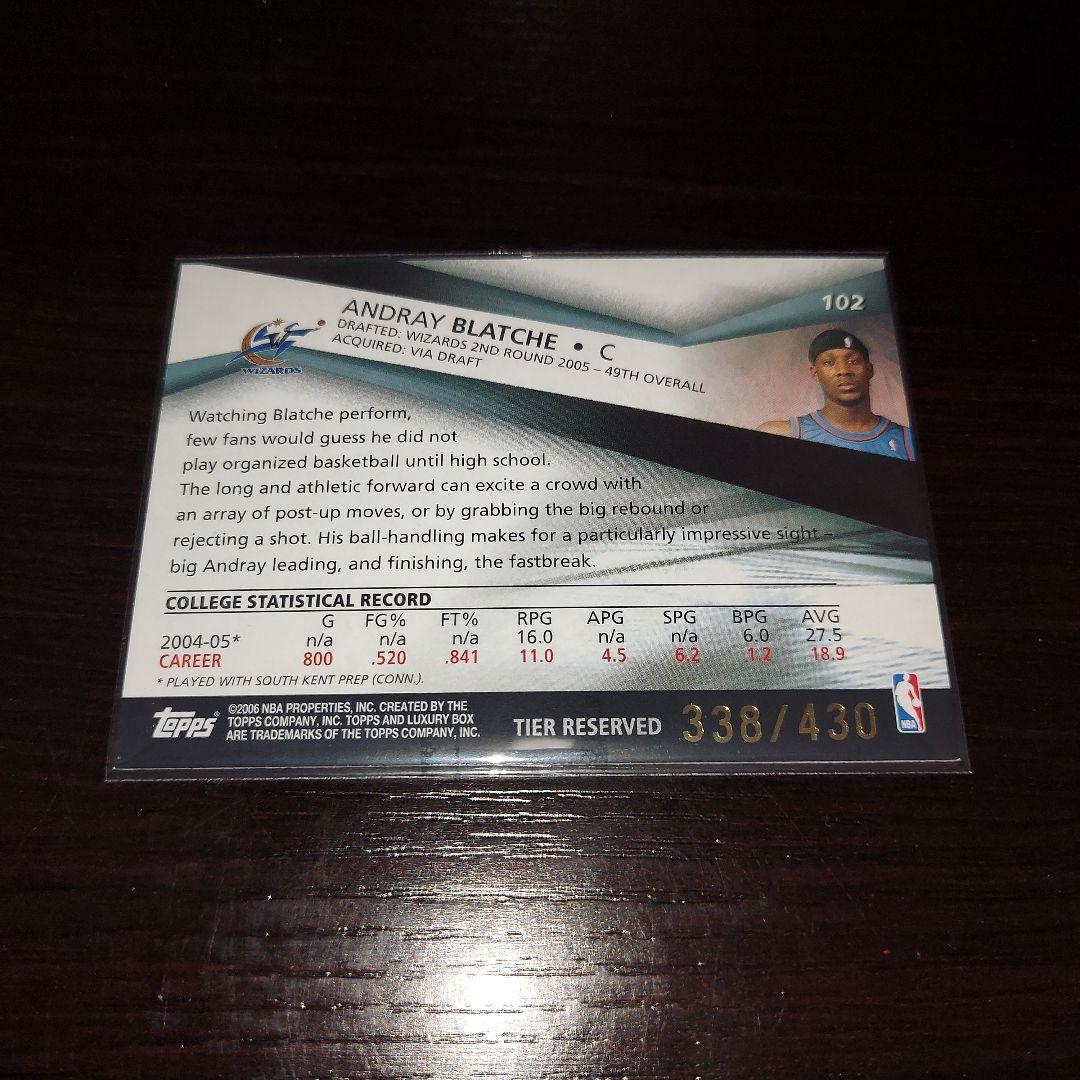 102
ANDRAY BLATCHE • C
DRAFTED: WIZARDS 2ND ROUND 2005 – 49TH OVERALL
ACQUIRED: VIA DRAFT
WIZARDS
Watching Blatche perform,
few fans would guess he did not
play organized basketball until high school.
The long and athletic forward can excite a crowd with
an array of post-up moves, or by grabbing the big rebound or
rejecting a shot. His ball-handling makes for a particularly impressive sight –
big Andray leading, and finishing, the fastbreak.
COLLEGE STATISTICAL RECORD
G FG% FT% RPG APG SPG BPG AVG
2004-05* n/a n/a n/a 16.0 n/a n/a 6.0 27.5
CAREER 800 .520 .841 11.0 4.5 6.2 1.2 18.9
* PLAYED WITH SOUTH KENT PREP (CONN.).
topps®
©2006 NBA PROPERTIES, INC. CREATED BY THE
TOPPS COMPANY, INC. TOPPS AND LUXURY BOX
ARE TRADEMARKS OF THE TOPPS COMPANY, INC.
TIER RESERVED 338/430
NBA